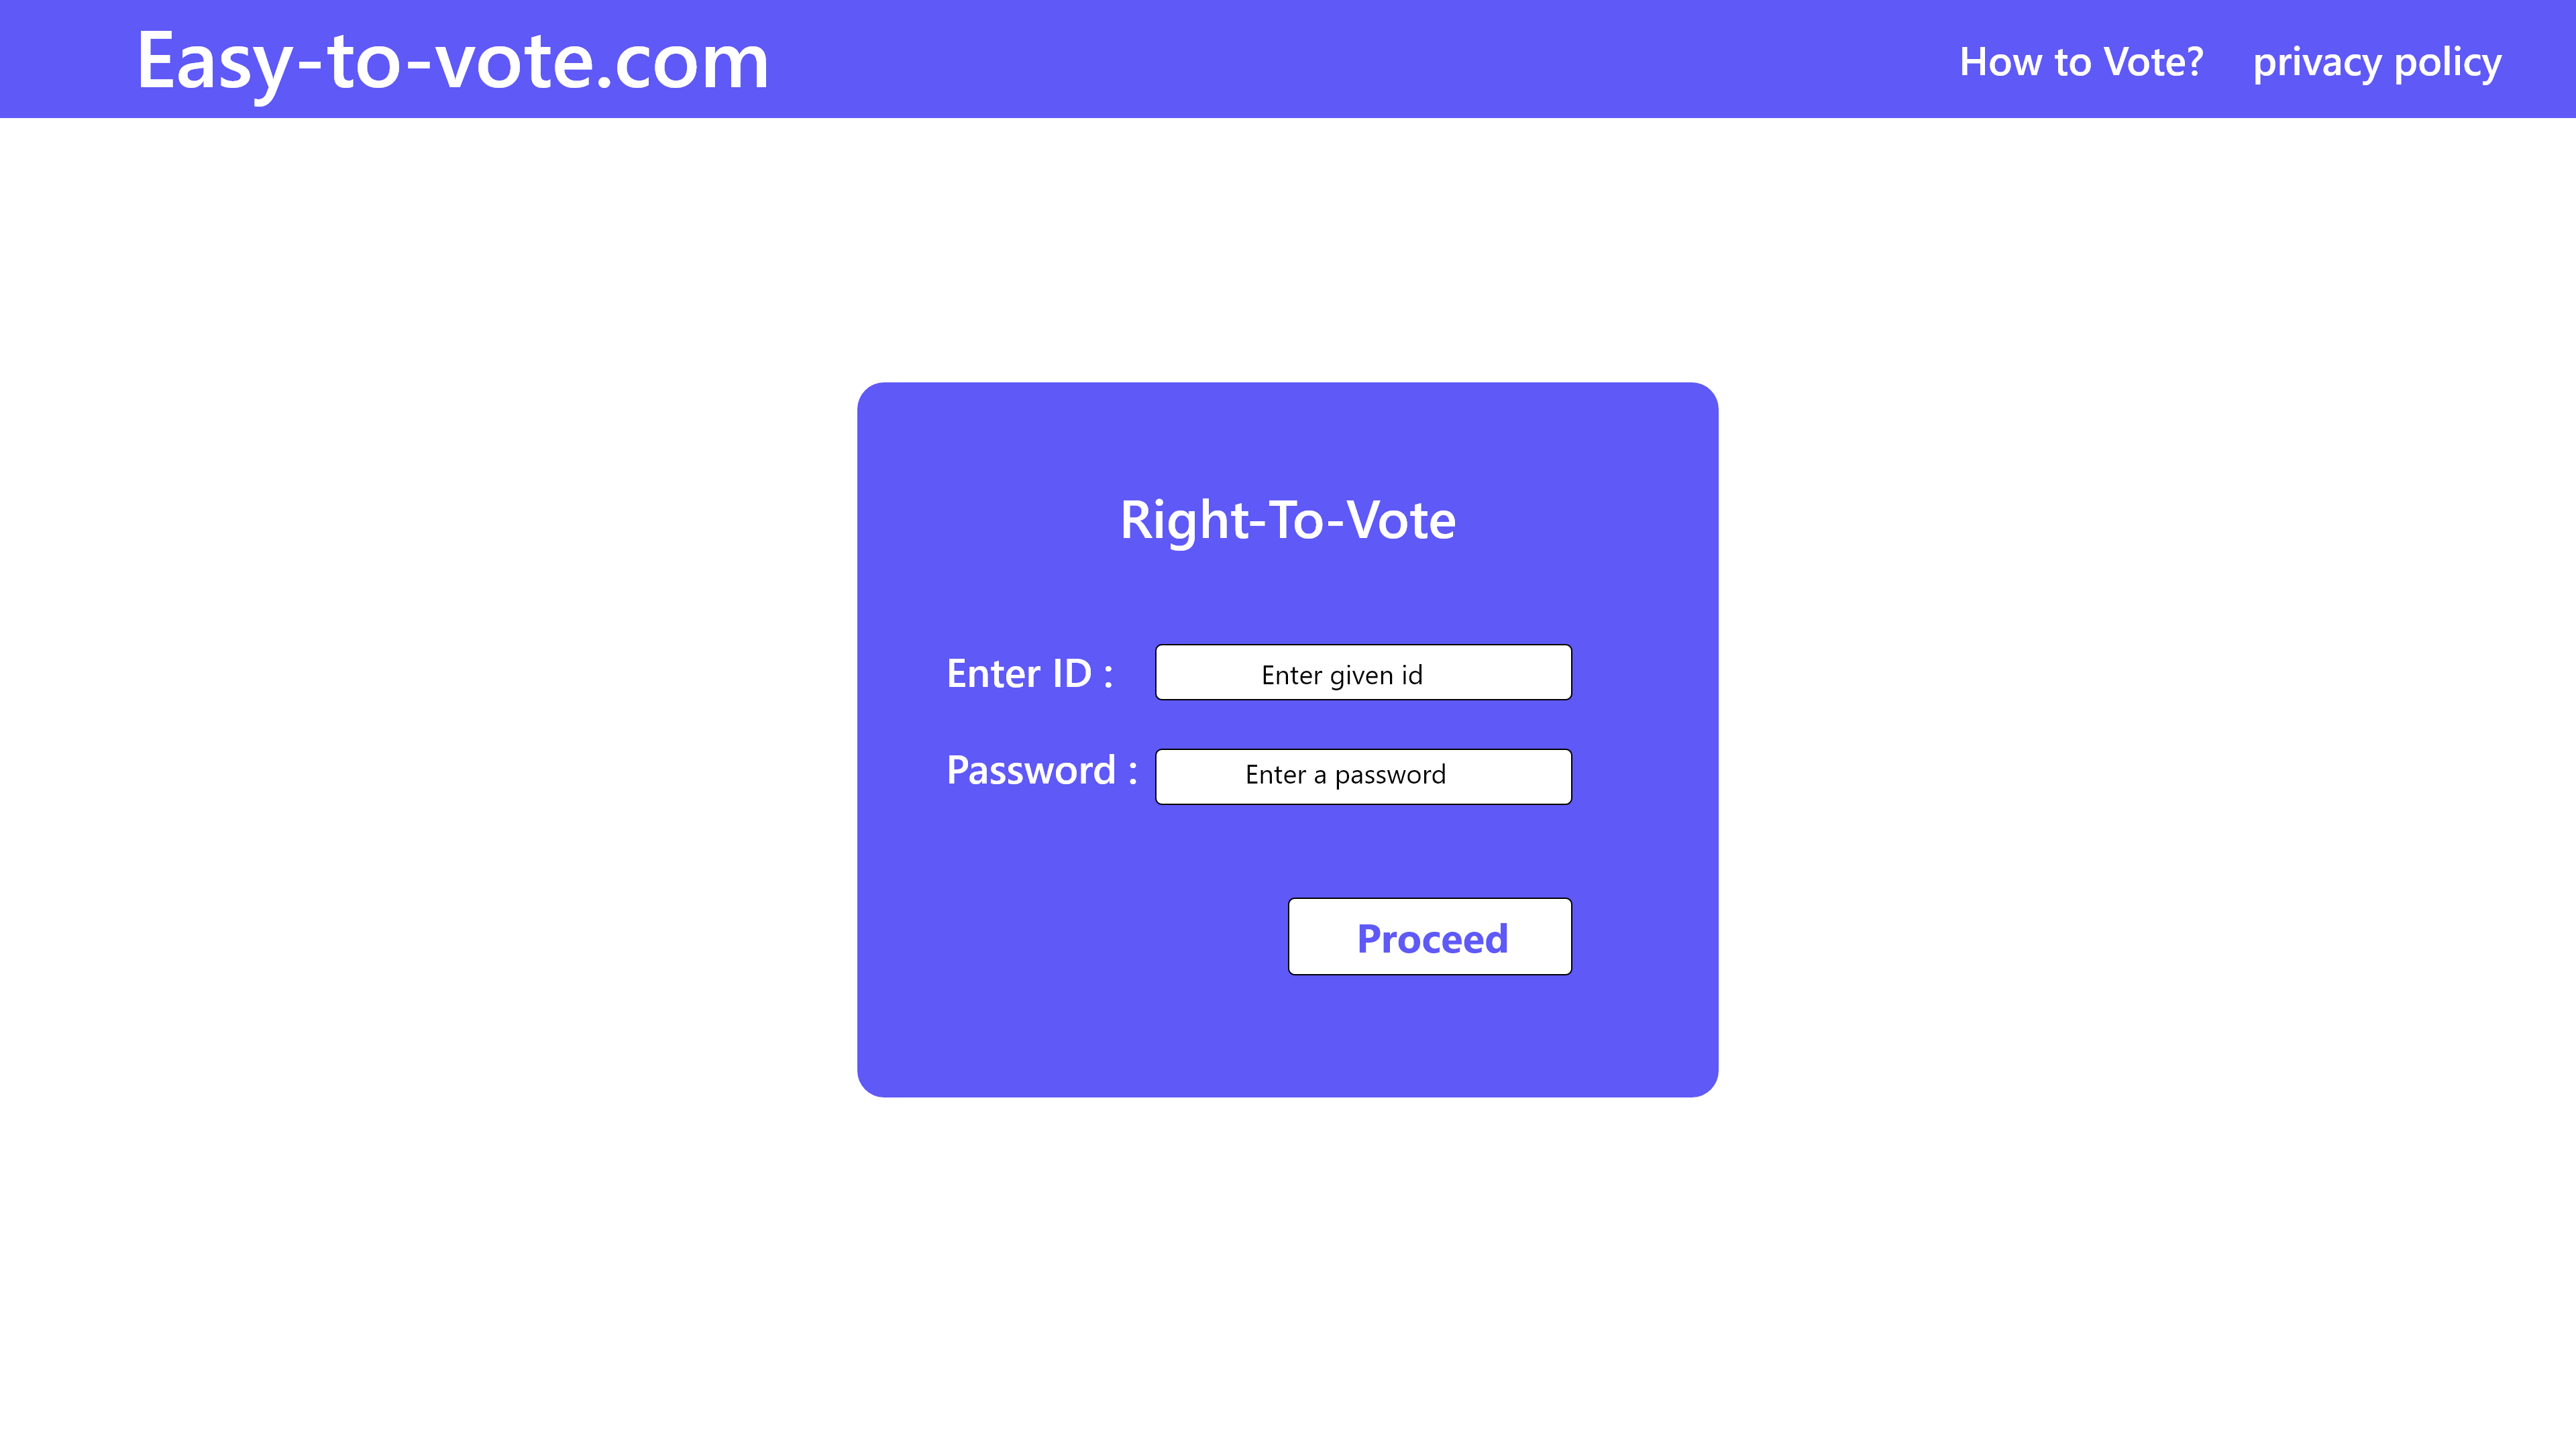 Easy-to-vote.com
How to Vote? privacy policy
Right-To-Vote
Enter ID : Enter given id
Password : Enter a password
Proceed